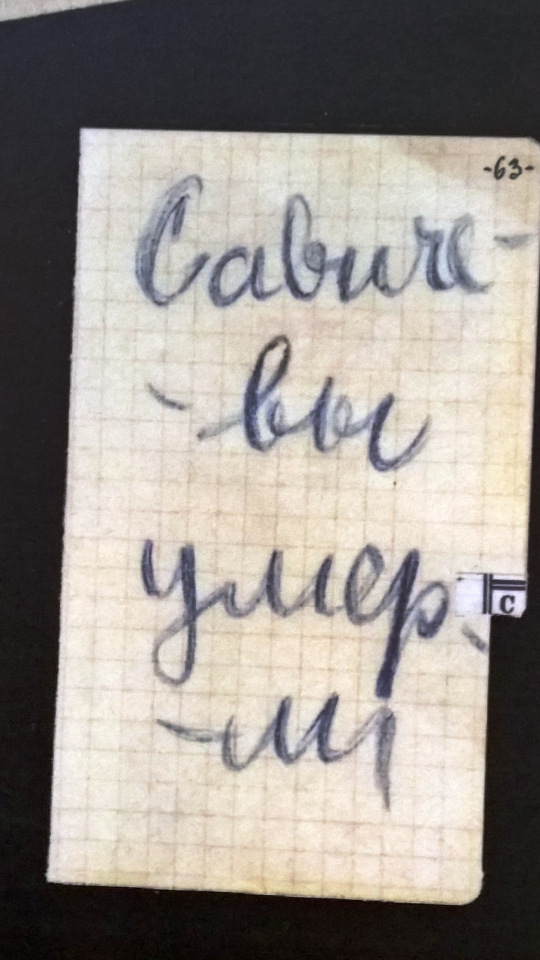 -63-
Савиче-
-вы
умер-
-ли
С